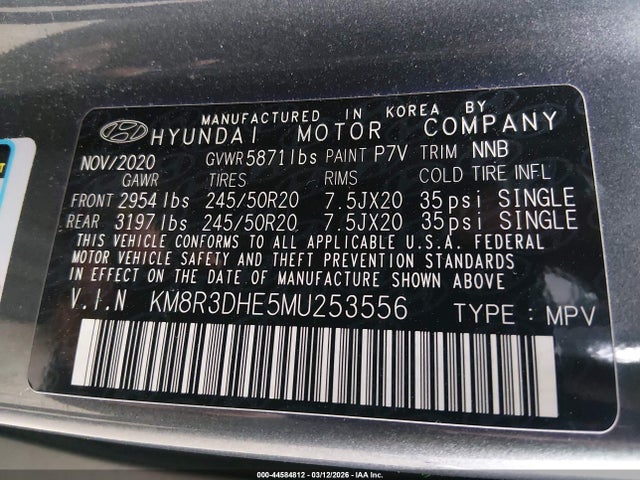 MANUFACTURED IN KOREA BY
HYUNDAI MOTOR COMPANY
NOV/2020 GVWR 5871lbs PAINT P7V TRIM NNB
GAWR TIRES RIMS COLD TIRE INFL
FRONT 2954 lbs 245/50R20 7.5JX20 35psi SINGLE
REAR 3197 lbs 245/50R20 7.5JX20 35psi SINGLE
THIS VEHICLE CONFORMS TO ALL APPLICABLE U.S.A. FEDERAL
MOTOR VEHICLE SAFETY AND THEFT PREVENTION STANDARDS
IN EFFECT ON THE DATE OF MANUFACTURE SHOWN ABOVE
V.I.N KM8R3DHE5MU253556 TYPE : MPV
000-44584812 - 03/12/2026 - IAA Inc.